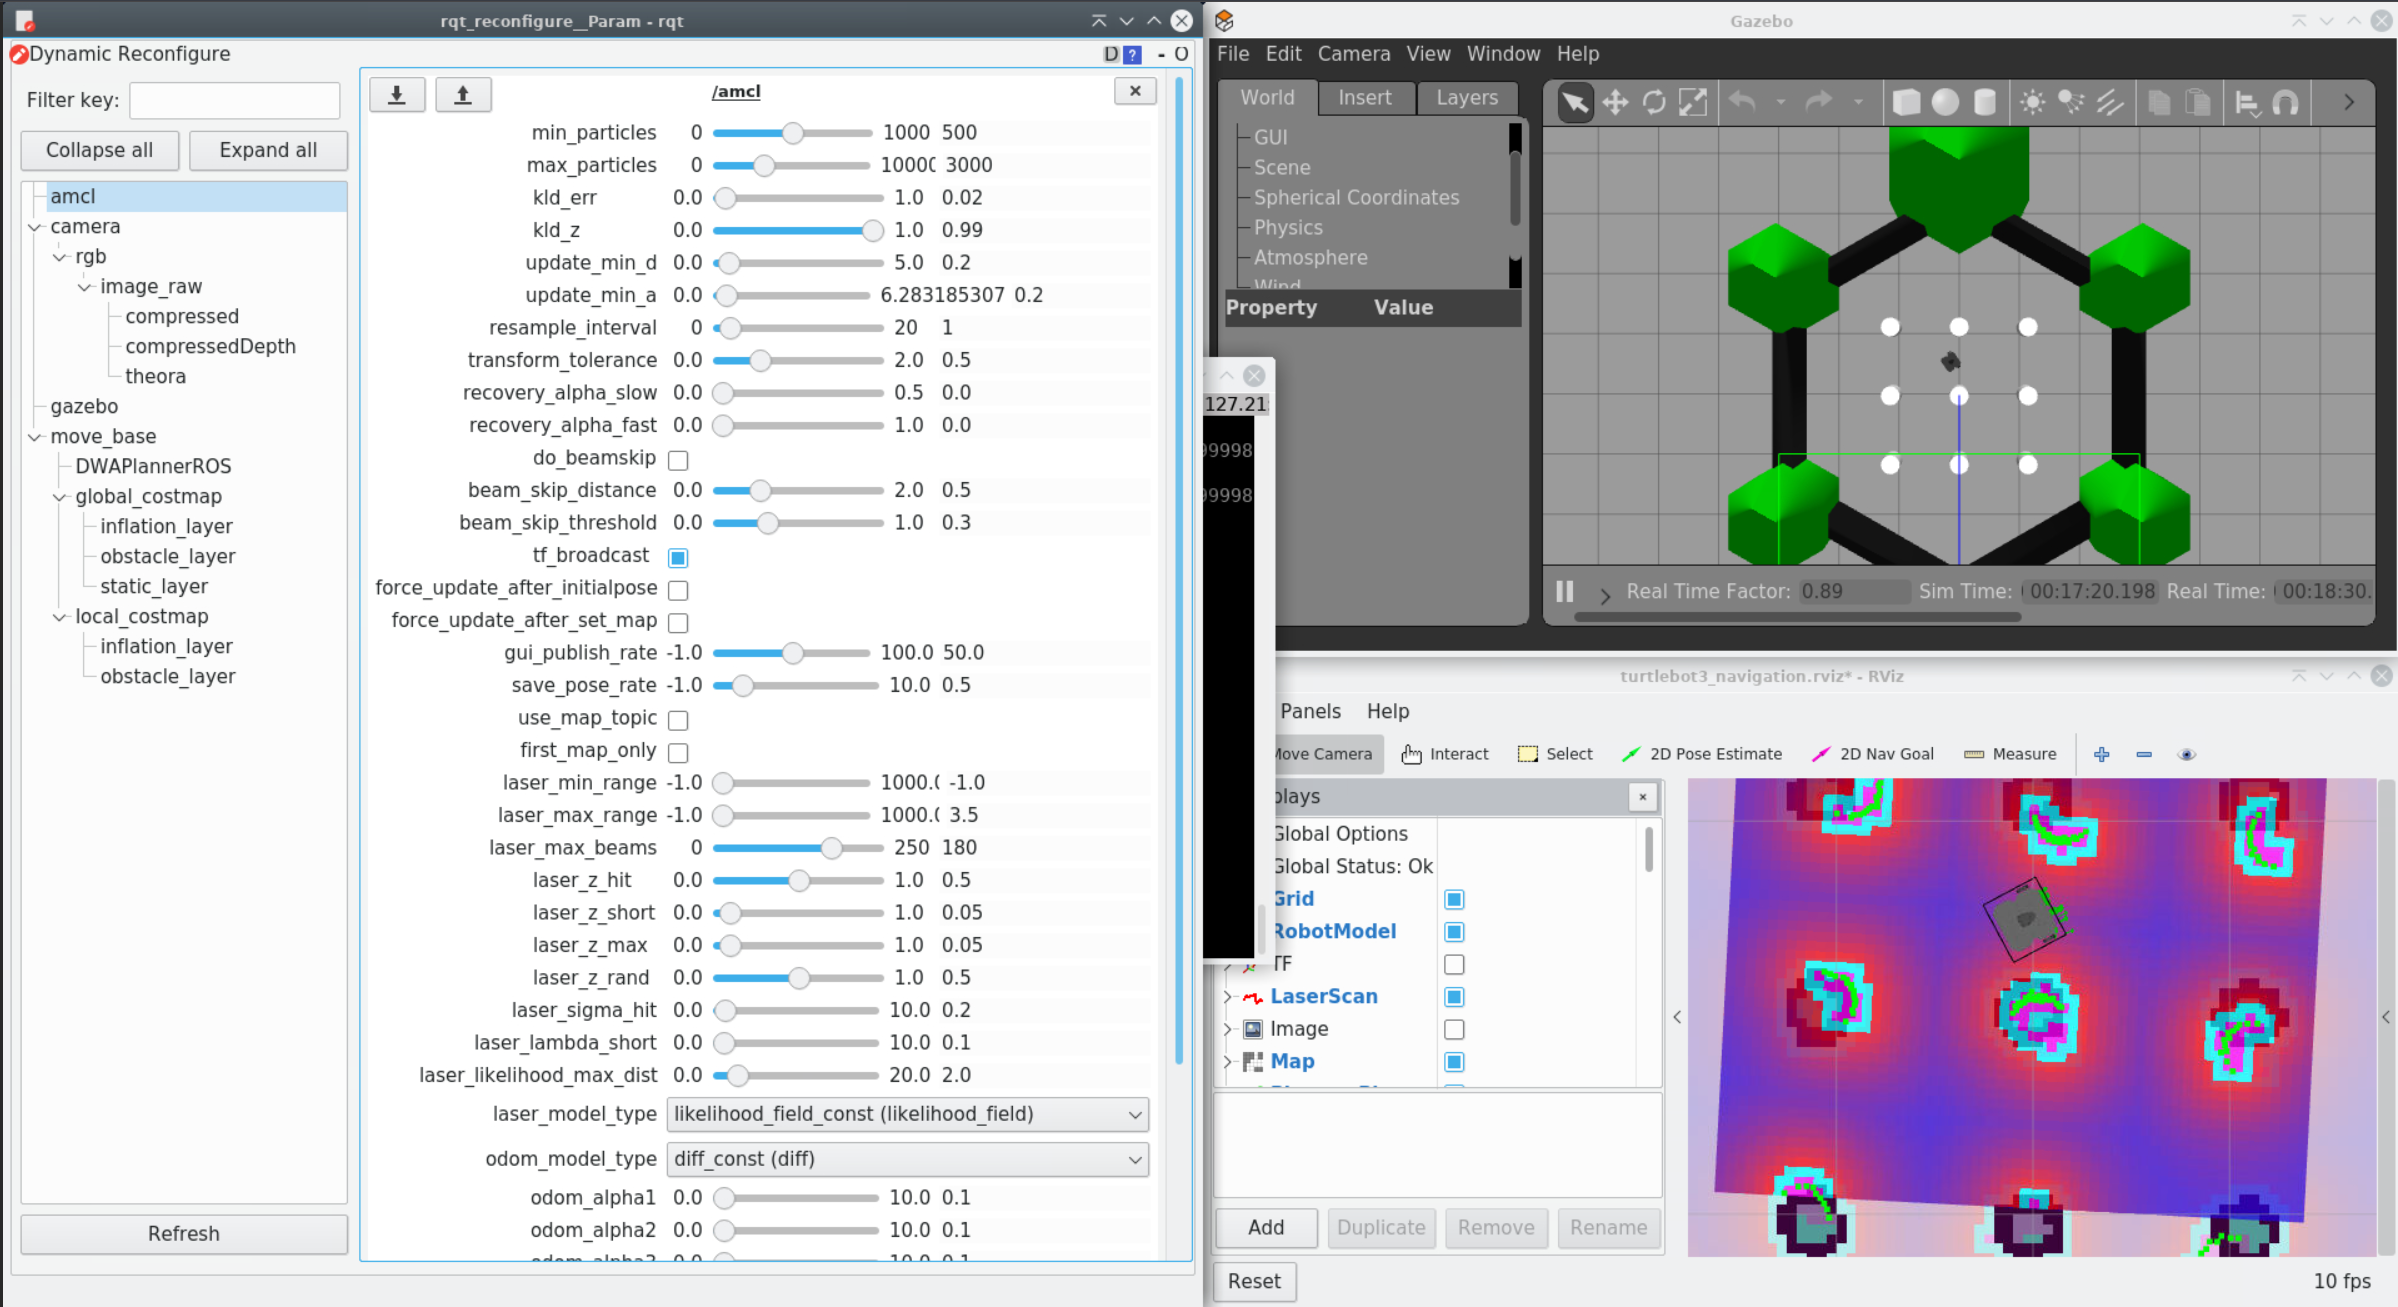 rqt_reconfigure__Param - rqt
Dynamic Reconfigure
D ? - O
Filter key:
Collapse all Expand all
amcl
camera
rgb
image_raw
compressed
compressedDepth
theora
gazebo
move_base
DWAPlannerROS
global_costmap
inflation_layer
obstacle_layer
static_layer
local_costmap
inflation_layer
obstacle_layer
Refresh
/amcl
min_particles 0 1000 500
max_particles 0 1000( 3000
kld_err 0.0 1.0 0.02
kld_z 0.0 1.0 0.99
update_min_d 0.0 5.0 0.2
update_min_a 0.0 6.283185307 0.2
resample_interval 0 20 1
transform_tolerance 0.0 2.0 0.5
recovery_alpha_slow 0.0 0.5 0.0
recovery_alpha_fast 0.0 1.0 0.0
do_beamskip
beam_skip_distance 0.0 2.0 0.5
beam_skip_threshold 0.0 1.0 0.3
tf_broadcast
force_update_after_initialpose
force_update_after_set_map
gui_publish_rate -1.0 100.0 50.0
save_pose_rate -1.0 10.0 0.5
use_map_topic
first_map_only
laser_min_range -1.0 1000.( -1.0
laser_max_range -1.0 1000.( 3.5
laser_max_beams 0 250 180
laser_z_hit 0.0 1.0 0.5
laser_z_short 0.0 1.0 0.05
laser_z_max 0.0 1.0 0.05
laser_z_rand 0.0 1.0 0.5
laser_sigma_hit 0.0 10.0 0.2
laser_lambda_short 0.0 10.0 0.1
laser_likelihood_max_dist 0.0 20.0 2.0
laser_model_type likelihood_field_const (likelihood_field)
odom_model_type diff_const (diff)
odom_alpha1 0.0 10.0 0.1
odom_alpha2 0.0 10.0 0.1
127.21
99998
99998
Gazebo
File Edit Camera View Window Help
World Insert Layers
GUI
Scene
Spherical Coordinates
Physics
Atmosphere
Wind
Property Value
Real Time Factor: 0.89 Sim Time: 00:17:20.198 Real Time: 00:18:30.
turtlebot3_navigation.rviz* - RViz
Panels Help
Move Camera Interact Select 2D Pose Estimate 2D Nav Goal Measure
plays
Global Options
Global Status: Ok
Grid
RobotModel
TF
LaserScan
Image
Map
Add Duplicate Remove Rename
Reset
10 fps